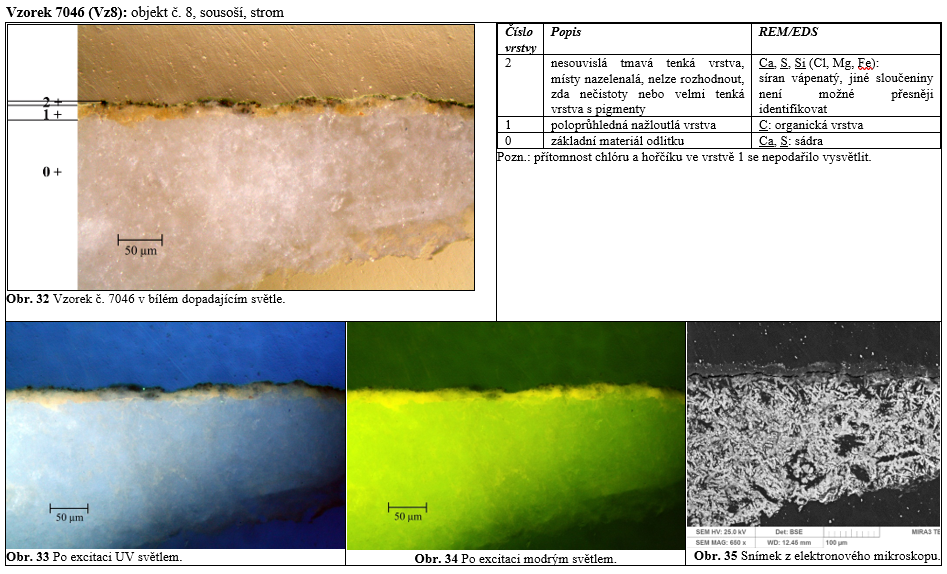 Vzorek 7046 (Vz8): objekt č. 8, sousoší, strom
2 +
1 +
0 +
50 µm
Obr. 32 Vzorek č. 7046 v bílém dopadajícím světle.
Číslo vrstvy Popis REM/EDS
2 nesouvislá tmavá tenká vrstva, Ca, S, Si (Cl, Mg, Fe):
místy nazelenalá, nelze rozhodnout, síran vápenatý, jiné sloučeniny
zda nečistoty nebo velmi tenká není možné přesněji
vrstva s pigmenty identifikovat
1 poloprůhledná nažloutlá vrstva C: organická vrstva
0 základní materiál odlitku Ca, S: sádra
Pozn.: přítomnost chlóru a hořčíku ve vrstvě 1 se nepodařilo vysvětlit.
50 µm
Obr. 33 Po excitaci UV světlem.
50 µm
Obr. 34 Po excitaci modrým světlem.
SEM HV: 25.0 kV Det: BSE MIRA3 TE
SEM MAG: 650 x WD: 12.45 mm 100 µm
Obr. 35 Snímek z elektronového mikroskopu.